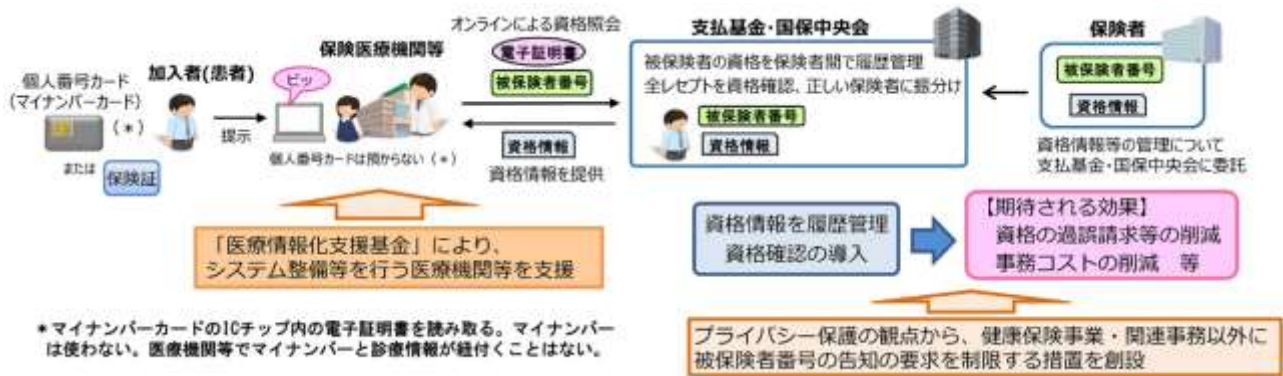 個人番号カード
(マイナンバーカード)
(*)
または
保険証
加入者(患者)
提示
保険医療機関等
ピッ
個人番号カードは預からない (*)
オンラインによる資格照会
電子証明書
被保険者番号
資格情報
資格情報を提供
支払基金・国保中央会
被保険者の資格を保険者間で履歴管理
全レセプトを資格確認、正しい保険者に振分け
被保険者番号
資格情報
保険者
被保険者番号
資格情報
資格情報等の管理について
支払基金・国保中央会に委託
「医療情報化支援基金」により、
システム整備等を行う医療機関等を支援
資格情報を履歴管理
資格確認の導入
【期待される効果】
資格の過誤請求等の削減
事務コストの削減 等
*マイナンバーカードのICチップ内の電子証明書を読み取る。マイナンバー
は使わない。医療機関等でマイナンバーと診療情報が紐付くことはない。
プライバシー保護の観点から、健康保険事業・関連事務以外に
被保険者番号の告知の要求を制限する措置を創設